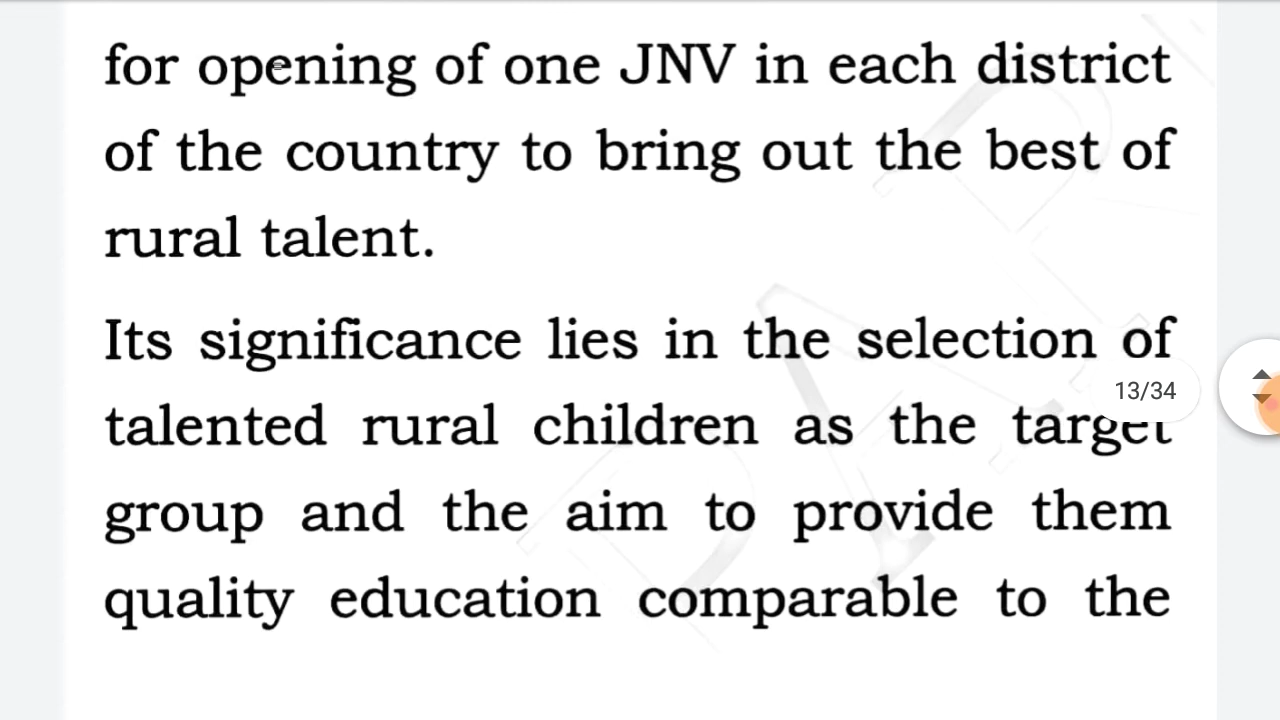 for opening of one JNV in each district
of the country to bring out the best of
rural talent.
Its significance lies in the selection of
13/34
talented rural children as the target
group and the aim to provide them
quality education comparable to the